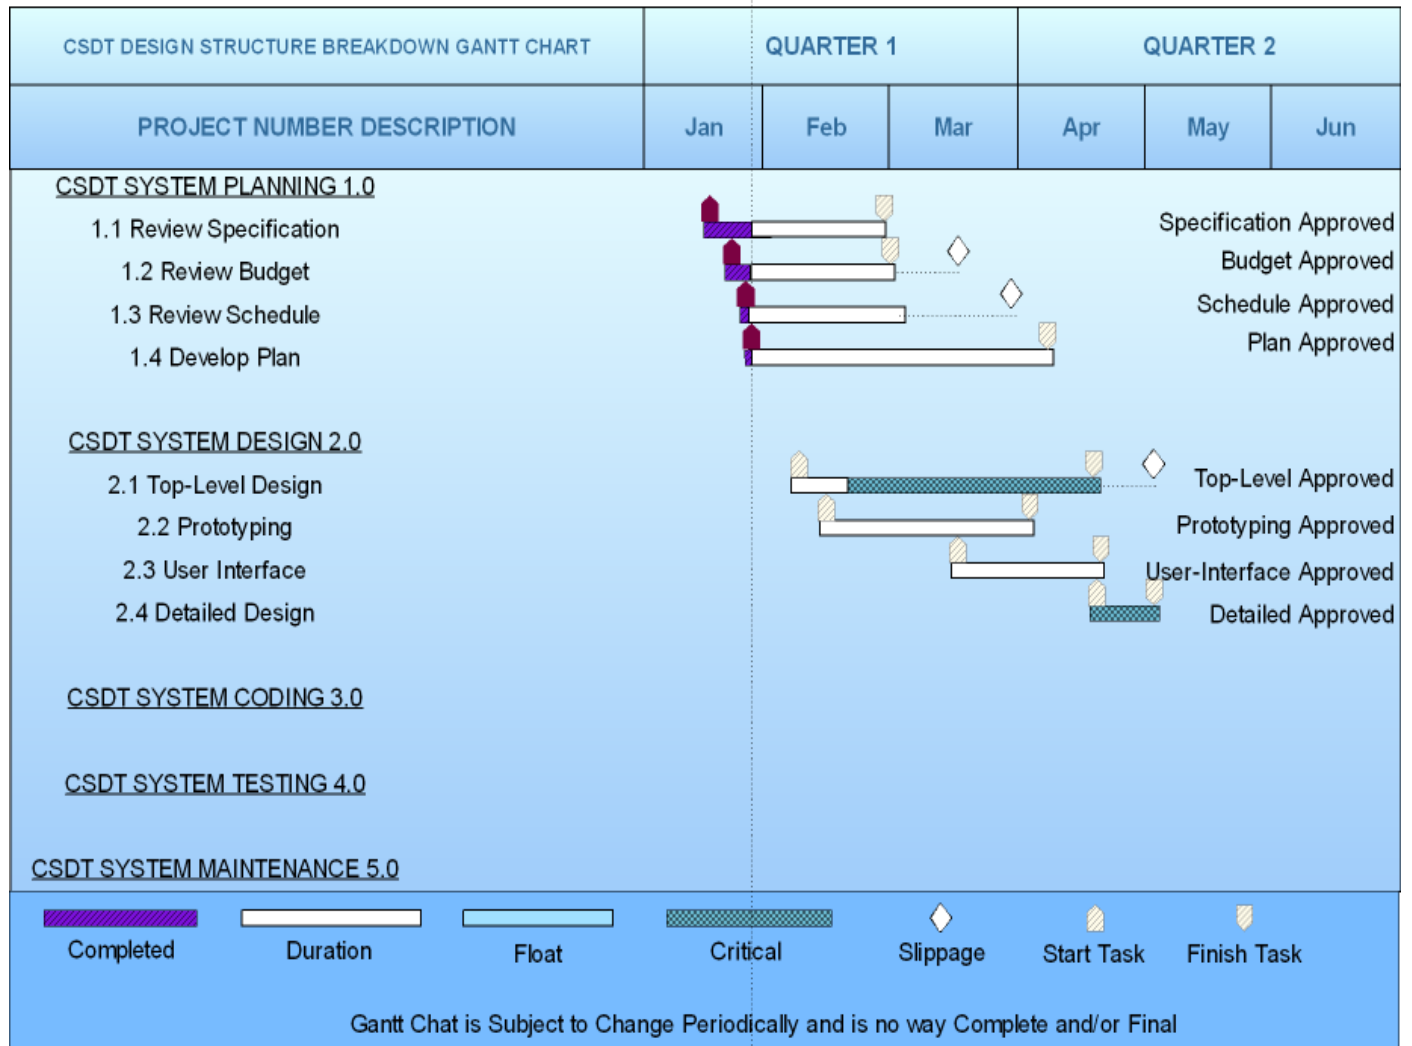 CSDT DESIGN STRUCTURE BREAKDOWN GANTT CHART QUARTER 1 QUARTER 2
PROJECT NUMBER DESCRIPTION Jan Feb Mar Apr May Jun
CSDT SYSTEM PLANNING 1.0
1.1 Review Specification Specification Approved
1.2 Review Budget Budget Approved
1.3 Review Schedule Schedule Approved
1.4 Develop Plan Plan Approved
CSDT SYSTEM DESIGN 2.0
2.1 Top-Level Design Top-Level Approved
2.2 Prototyping Prototyping Approved
2.3 User Interface User-Interface Approved
2.4 Detailed Design Detailed Approved
CSDT SYSTEM CODING 3.0
CSDT SYSTEM TESTING 4.0
CSDT SYSTEM MAINTENANCE 5.0
Completed Duration Float Critical Slippage Start Task Finish Task
Gantt Chat is Subject to Change Periodically and is no way Complete and/or Final